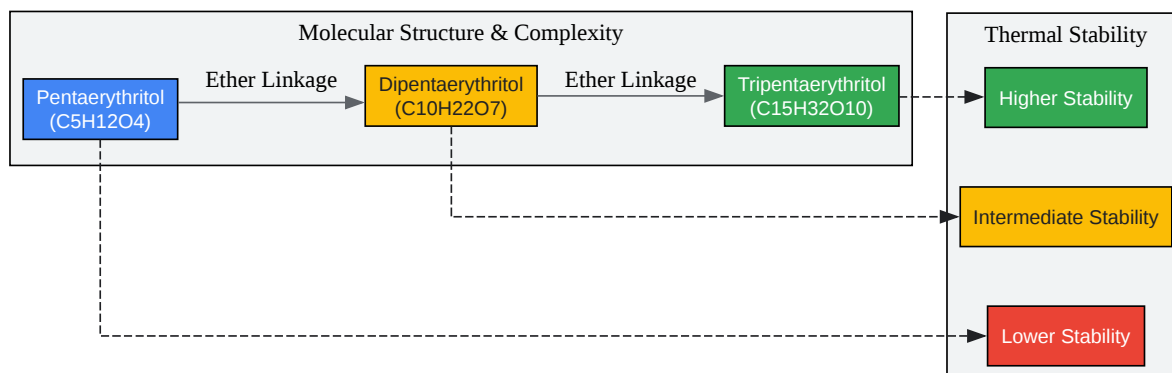 Molecular Structure & Complexity
Thermal Stability
Ether Linkage
Ether Linkage
Pentaerythritol
(C5H12O4)
Dipentaerythritol
(C10H22O7)
Tripentaerythritol
(C15H32O10)
Higher Stability
Intermediate Stability
Lower Stability